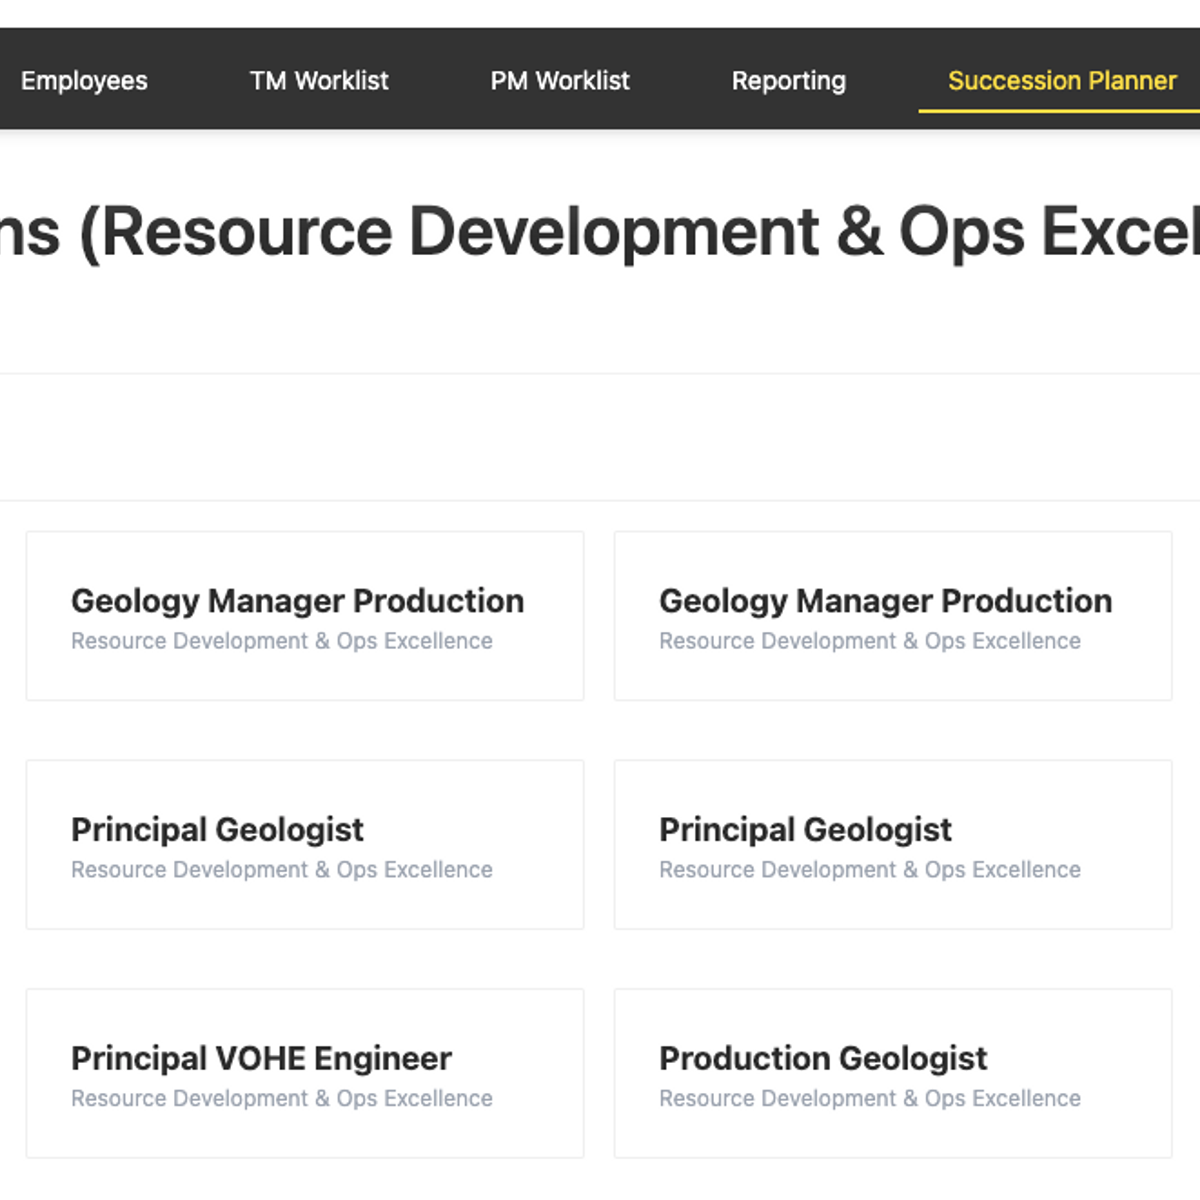 Employees TM Worklist PM Worklist Reporting Succession Planner
ns (Resource Development & Ops Excel
Geology Manager Production Geology Manager Production
Resource Development & Ops Excellence Resource Development & Ops Excellence
Principal Geologist Principal Geologist
Resource Development & Ops Excellence Resource Development & Ops Excellence
Principal VOHE Engineer Production Geologist
Resource Development & Ops Excellence Resource Development & Ops Excellence